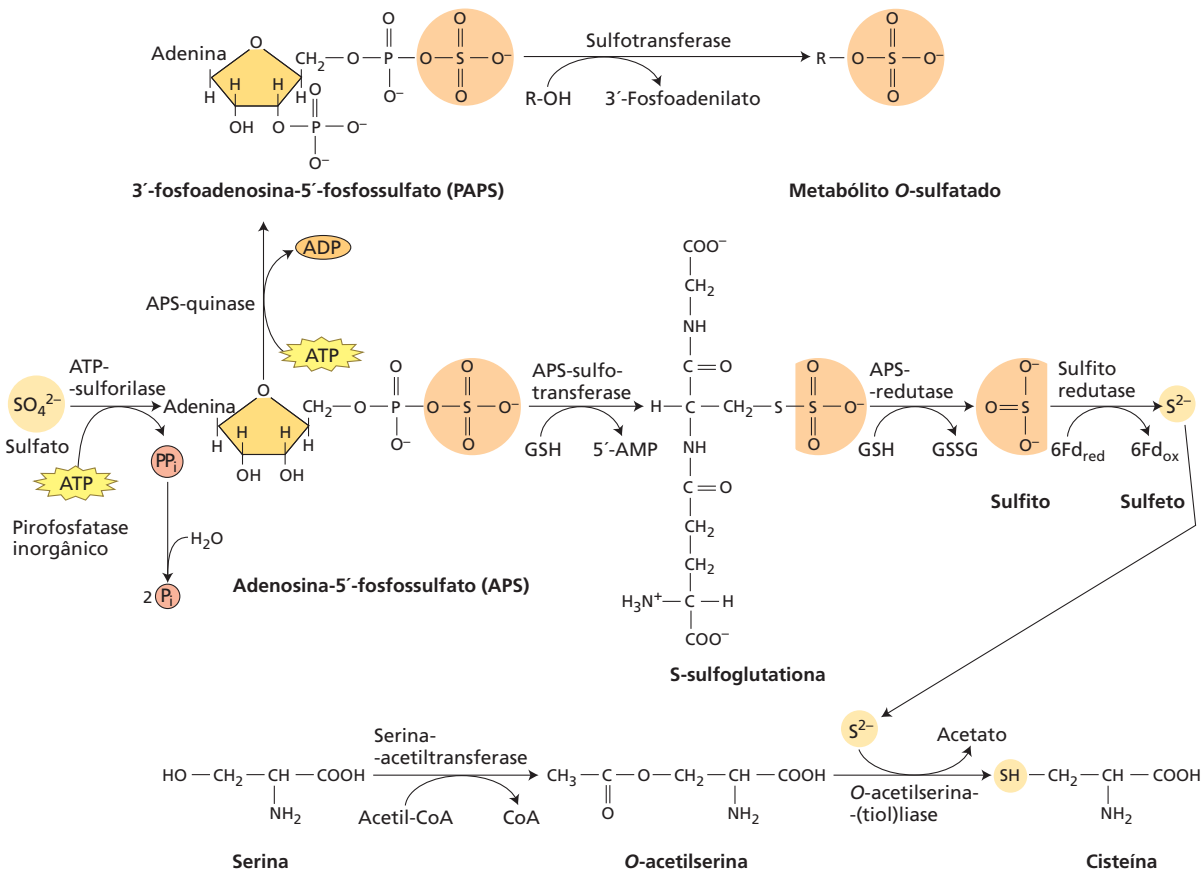 Adenina
O
CH₂—O—P—O—S—O⁻
O
O
O⁻
O
H H
H H
OH O—P—O⁻
O
O⁻
Sulfotransferase
R-OH 3´-Fosfoadenilato
R—O—S—O⁻
O
O
3´-fosfoadenosina-5´-fosfossulfato (PAPS)
Metabólito O-sulfatado
ADP
APS-quinase
ATP
SO₄²⁻
Sulfato
ATP-
-sulforilase
ATP
PPᵢ
Pirofosfatase
inorgânico
H₂O
2 Pᵢ
Adenina
O
CH₂—O—P—O—S—O⁻
O
O
O⁻
O
H H
H H
OH OH
Adenosina-5´-fosfossulfato (APS)
APS-sulfo-
transferase
GSH 5´-AMP
COO⁻
CH₂
NH
C=O
H—C—CH₂—S—S—O⁻
O
O
NH
C=O
CH₂
CH₂
H₃N⁺—C—H
COO⁻
S-sulfoglutationa
APS-
-redutase
GSH GSSG
O⁻
O=S
O⁻
Sulfito
Sulfito
redutase
6Fd_red 6Fd_ox
S²⁻
Sulfeto
HO—CH₂—CH—COOH
NH₂
Serina
Serina-
-acetiltransferase
Acetil-CoA CoA
CH₃—C—O—CH₂—CH—COOH
O NH₂
O-acetilserina
S²⁻
Acetato
O-acetilserina-
-(tiol)liase
SH—CH₂—CH—COOH
NH₂
Cisteína